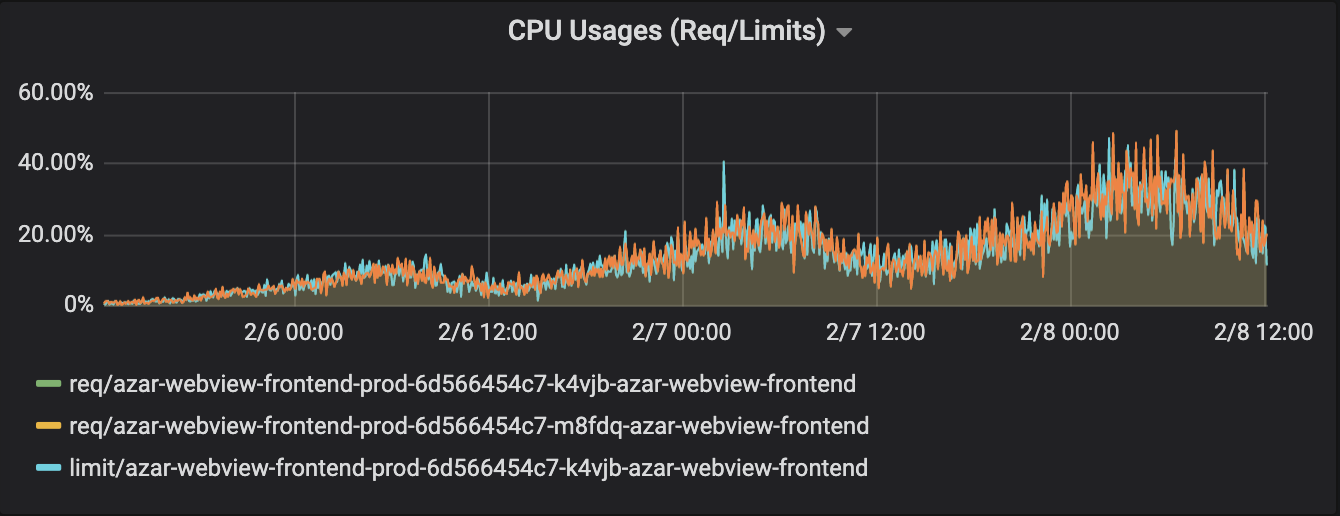 CPU Usages (Req/Limits)
60.00%
40.00%
20.00%
0%
2/6 00:00 2/6 12:00 2/7 00:00 2/7 12:00 2/8 00:00 2/8 12:00
req/azar-webview-frontend-prod-6d566454c7-k4vjb-azar-webview-frontend
req/azar-webview-frontend-prod-6d566454c7-m8fdq-azar-webview-frontend
limit/azar-webview-frontend-prod-6d566454c7-k4vjb-azar-webview-frontend